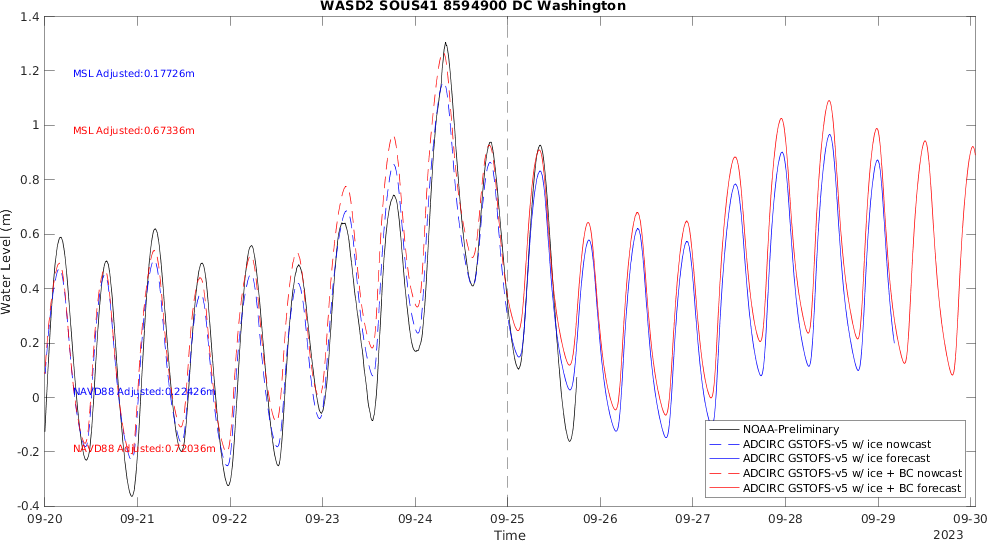 WASD2 SOUS41 8594900 DC Washington
1.4
1.2
1
0.8
0.6
0.4
0.2
0
-0.2
-0.4
Water Level (m)
MSL Adjusted:0.17726m
MSL Adjusted:0.67336m
NAVD88 Adjusted:0.22426m
NAVD88 Adjusted:0.72036m
NOAA-Preliminary
ADCIRC GSTOFS-v5 w/ ice nowcast
ADCIRC GSTOFS-v5 w/ ice forecast
ADCIRC GSTOFS-v5 w/ ice + BC nowcast
ADCIRC GSTOFS-v5 w/ ice + BC forecast
09-20 09-21 09-22 09-23 09-24 09-25 09-26 09-27 09-28 09-29 09-30
Time
2023